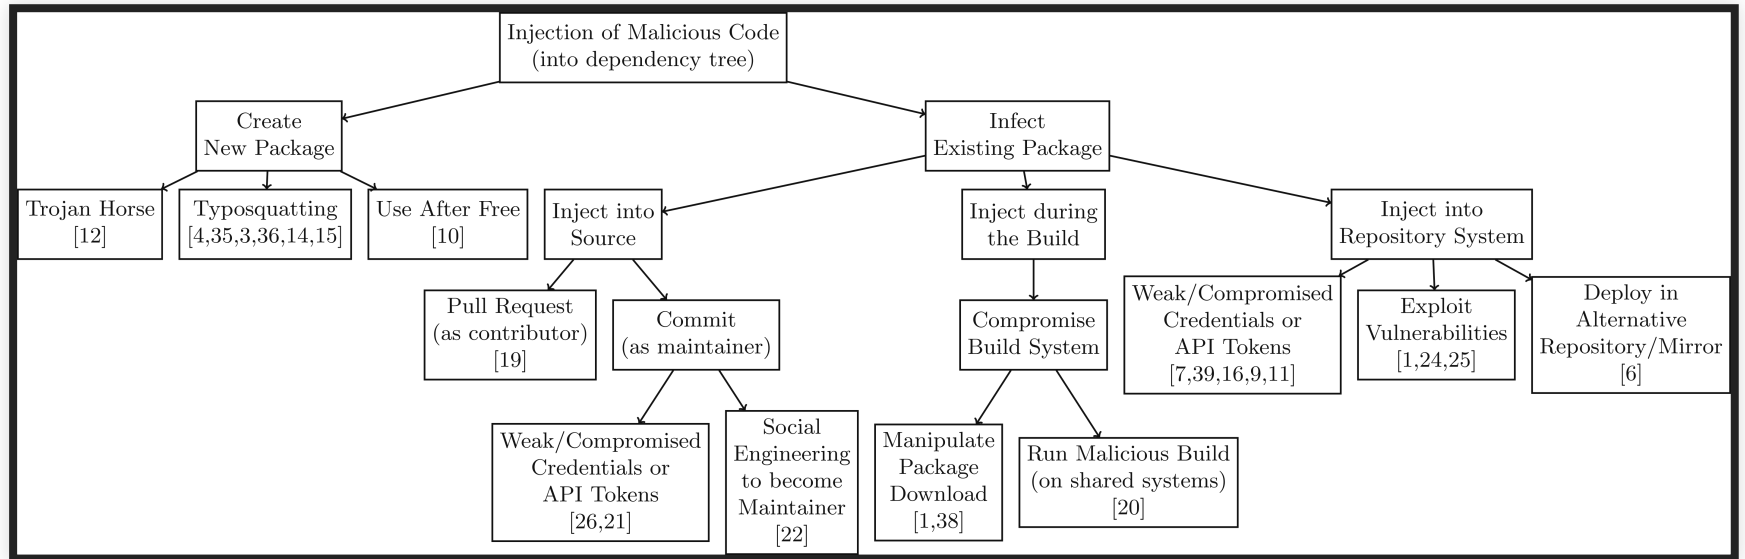 Injection of Malicious Code
(into dependency tree)
Create
New Package
Infect
Existing Package
Trojan Horse
[12]
Typosquatting
[4,35,3,36,14,15]
Use After Free
[10]
Inject into
Source
Inject during
the Build
Inject into
Repository System
Pull Request
(as contributor)
[19]
Commit
(as maintainer)
Compromise
Build System
Weak/Compromised
Credentials or
API Tokens
[7,39,16,9,11]
Exploit
Vulnerabilities
[1,24,25]
Deploy in
Alternative
Repository/Mirror
[6]
Weak/Compromised
Credentials or
API Tokens
[26,21]
Social
Engineering
to become
Maintainer
[22]
Manipulate
Package
Download
[1,38]
Run Malicious Build
(on shared systems)
[20]